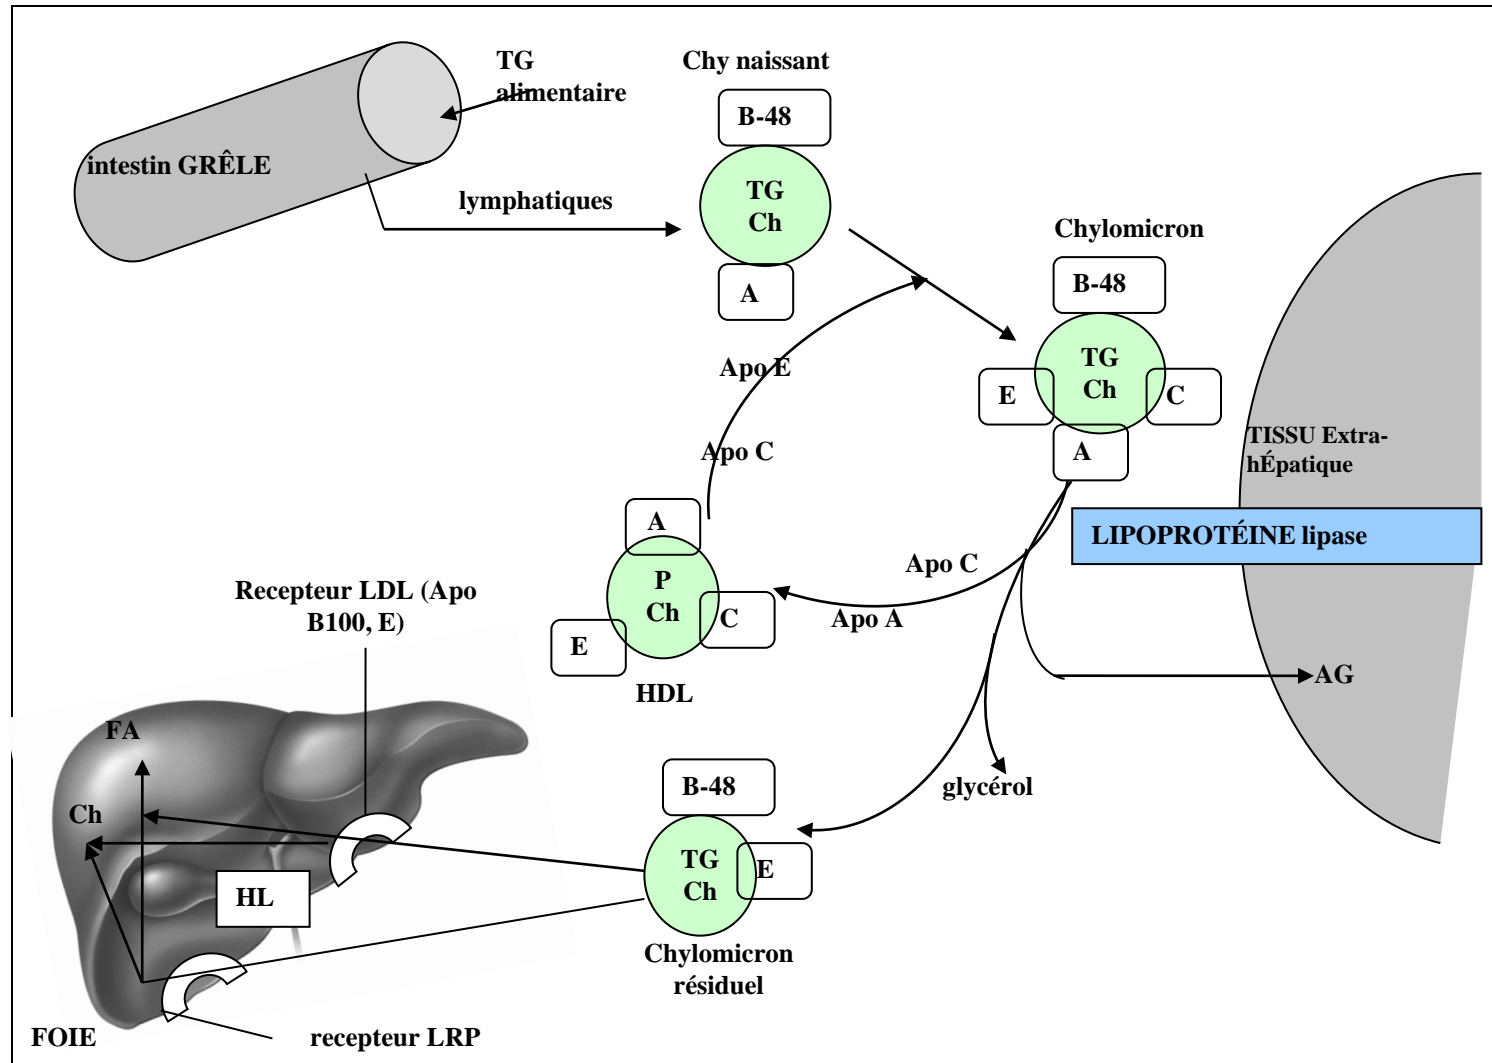 TG
alimentaire
Chy naissant
B-48
intestin GRÊLE
TG
Ch
lymphatiques
A
Chylomicron
B-48
TG
Ch
E
C
A
Apo E
Apo C
TISSU Extra-
hÉpatique
LIPOPROTÉINE lipase
A
P
Ch
C
E
HDL
Apo C
Apo A
Recepteur LDL (Apo
B100, E)
AG
glycérol
FA
Ch
HL
B-48
TG
Ch
E
Chylomicron
résiduel
FOIE
recepteur LRP